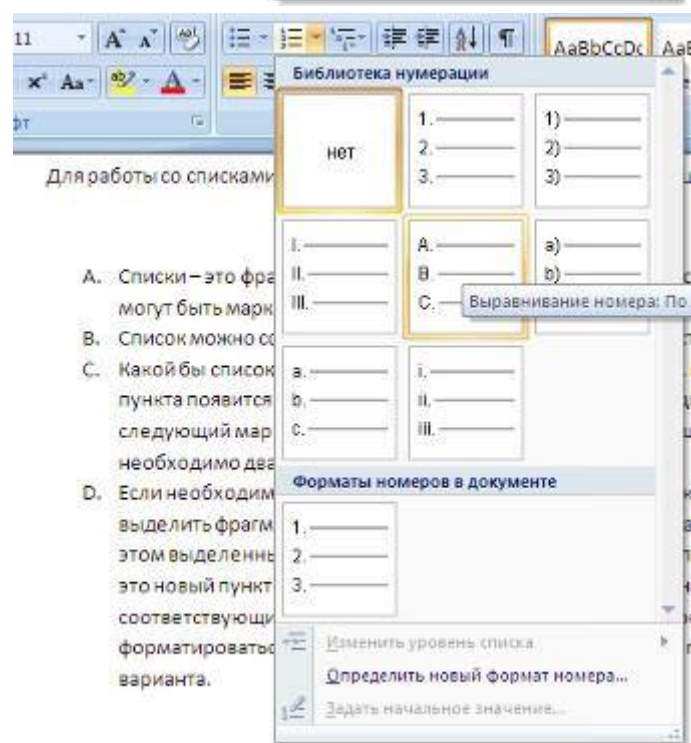 11
AaBbCcDc
Aa
фт
Библиотека нумерации
нет
1.
2.
3.
1)
2)
3)
I.
II.
III.
A.
B.
C.
a)
b)
Выравнивание номера: По
a.
b.
c.
i.
ii.
iii.
Форматы номеров в документе
1.
2.
3.
Изменить уровень списка
Определить новый формат номера...
Задать начальное значение...
Для работы со списками
A. Списки – это фра
могут быть марк
B. Список можно со
C. Какой бы список
пункта появится
следующий мар
необходимо два
D. Если необходим
выделить фрагм
этом выделенны
это новый пункт
соответствующи
форматироватьс
варианта.